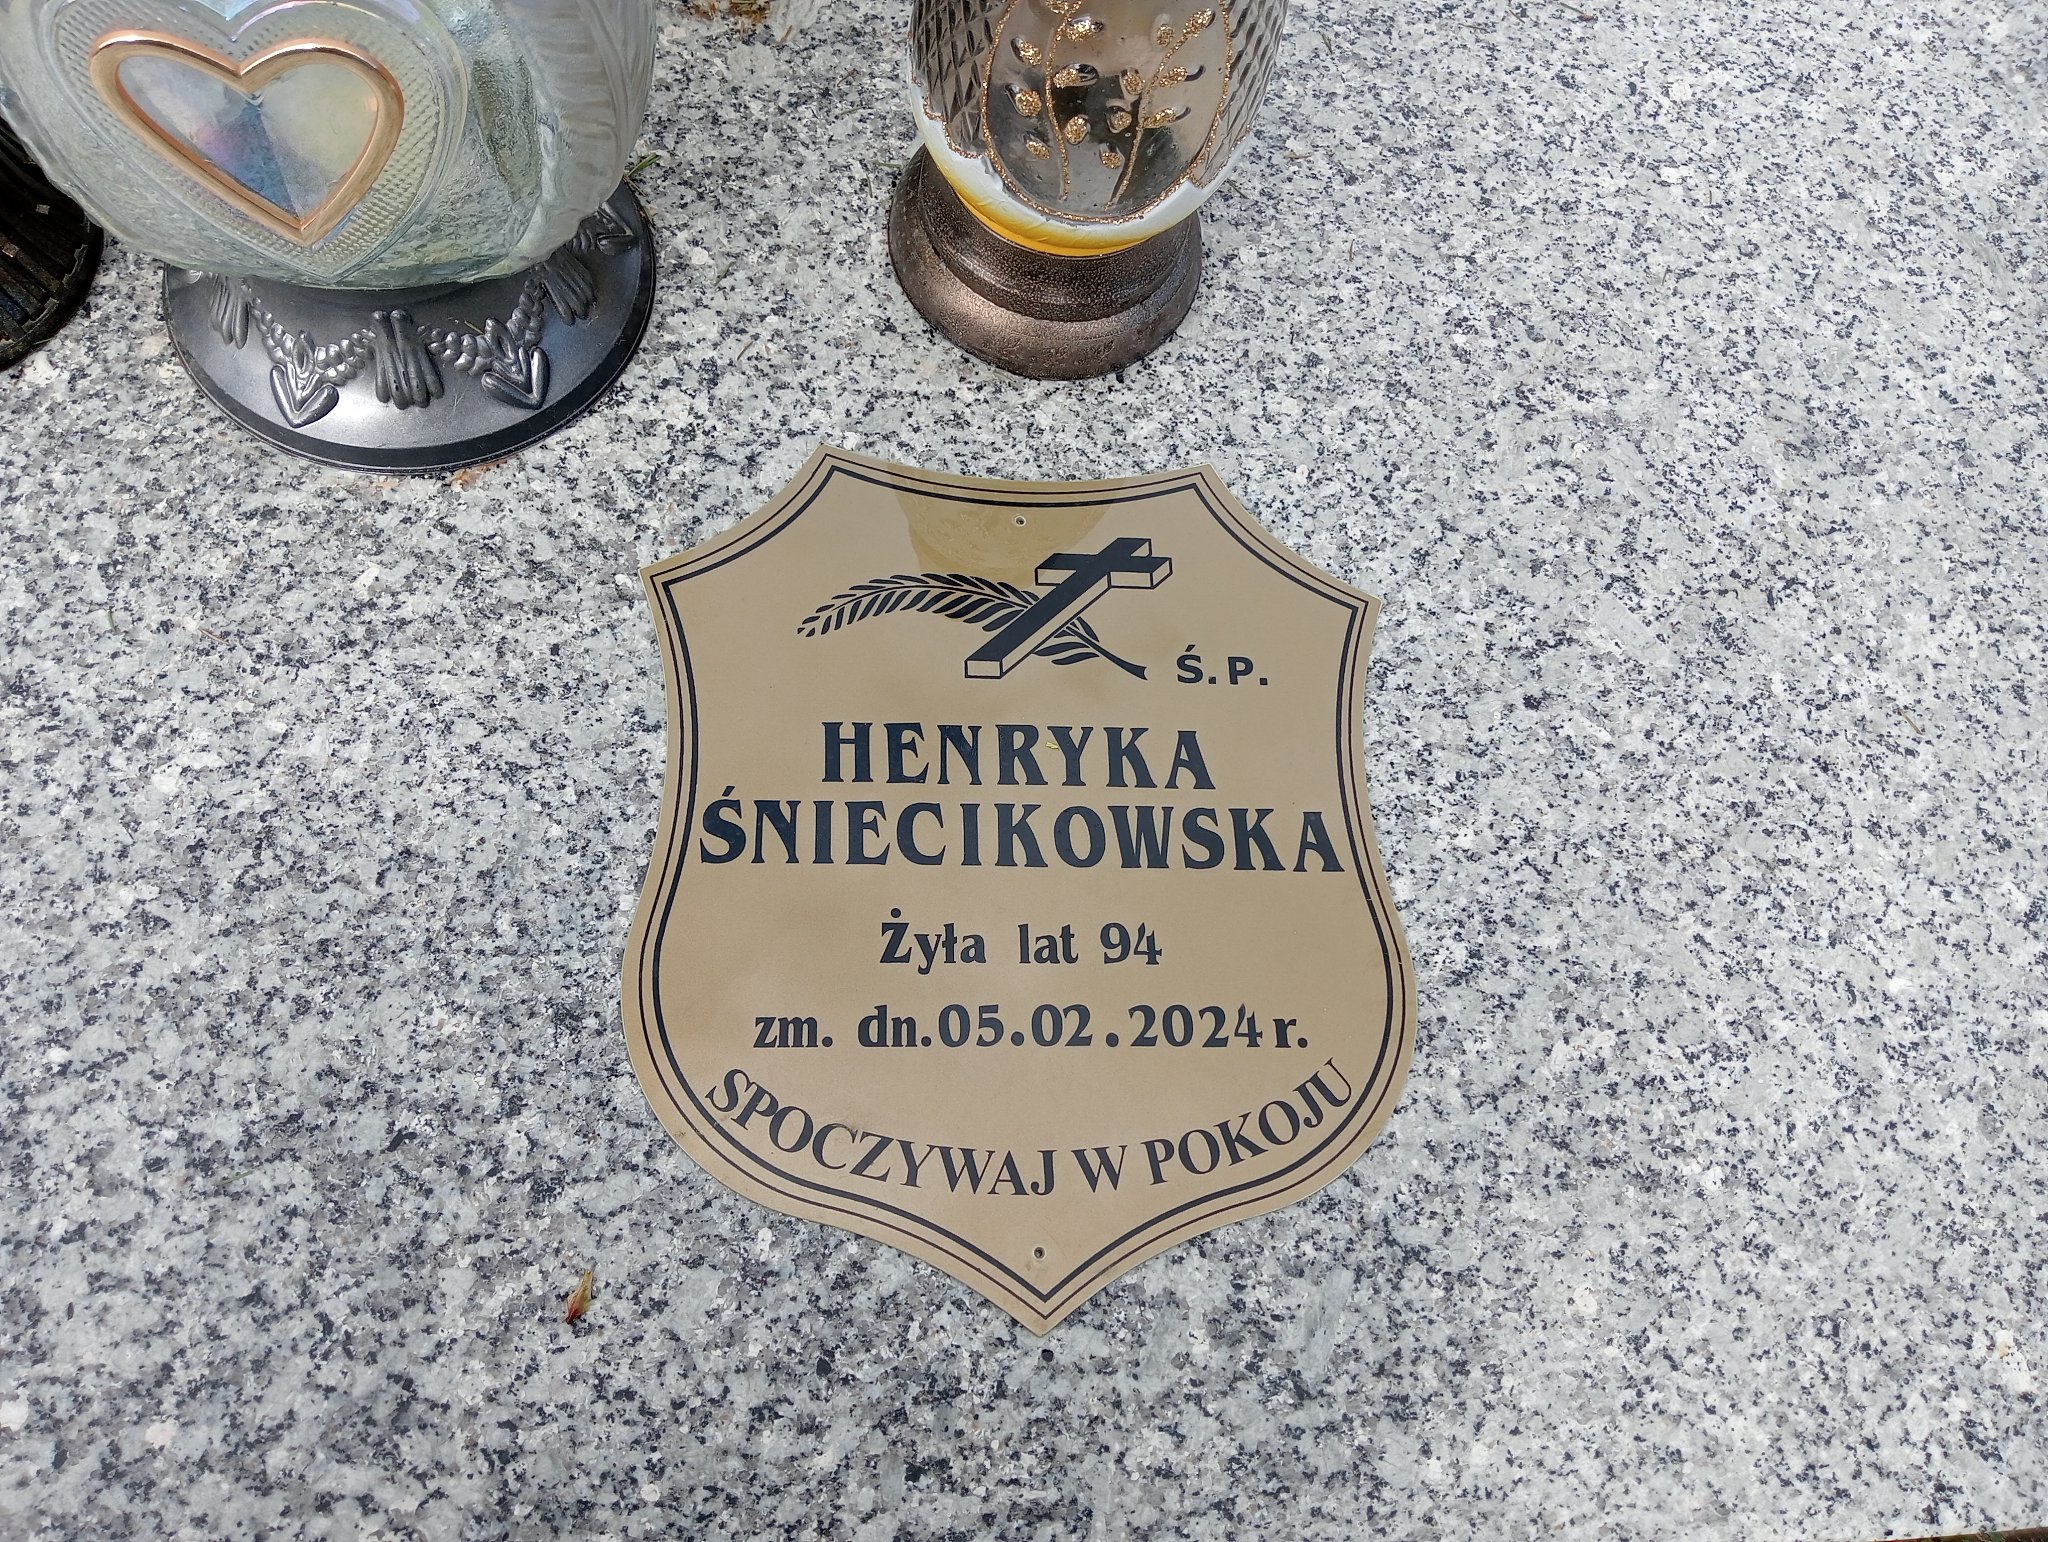 Ś.P.
HENRYKA
ŚNIECIKOWSKA
Żyła lat 94
zm. dn. 05.02.2024 r.
SPOCZYWAJ W POKOJU